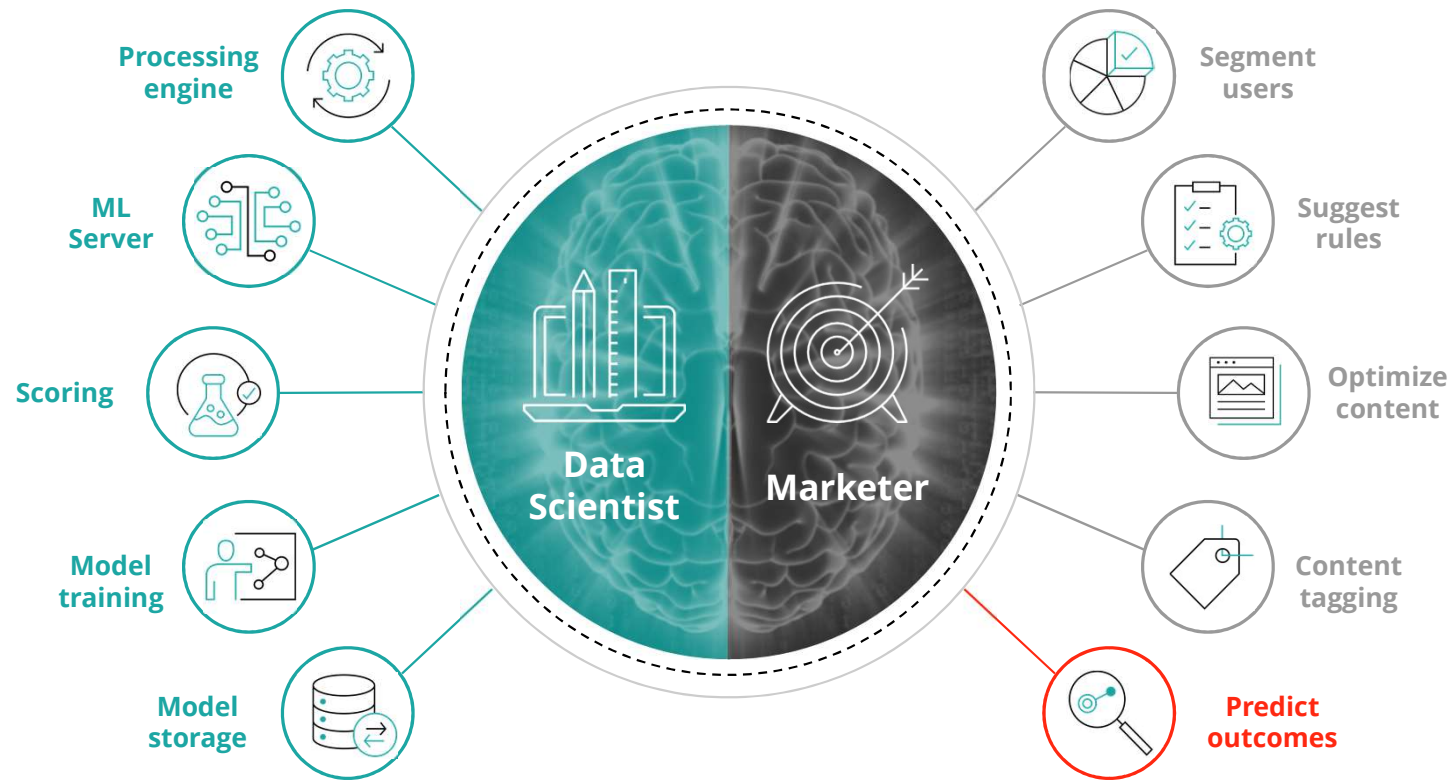 Processing
engine
ML
Server
Scoring
Model
training
Model
storage
Data
Scientist
Marketer
Segment
users
Suggest
rules
Optimize
content
Content
tagging
Predict
outcomes